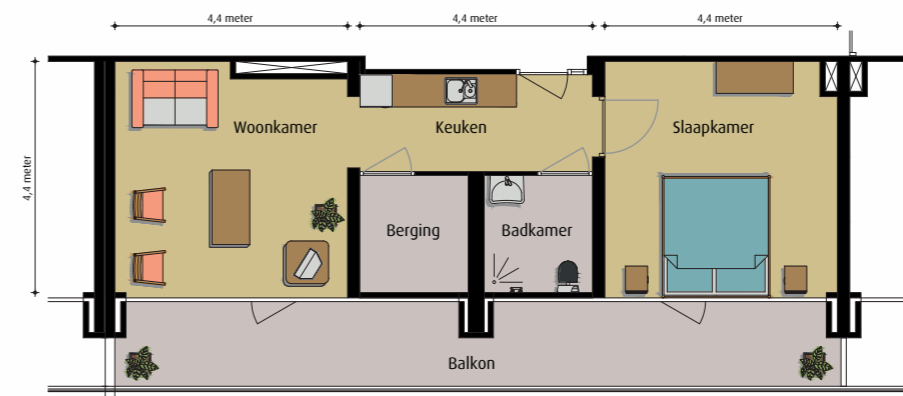 4,4 meter
4,4 meter
4,4 meter
4,4 meter
Woonkamer
Keuken
Slaapkamer
Berging
Badkamer
Balkon